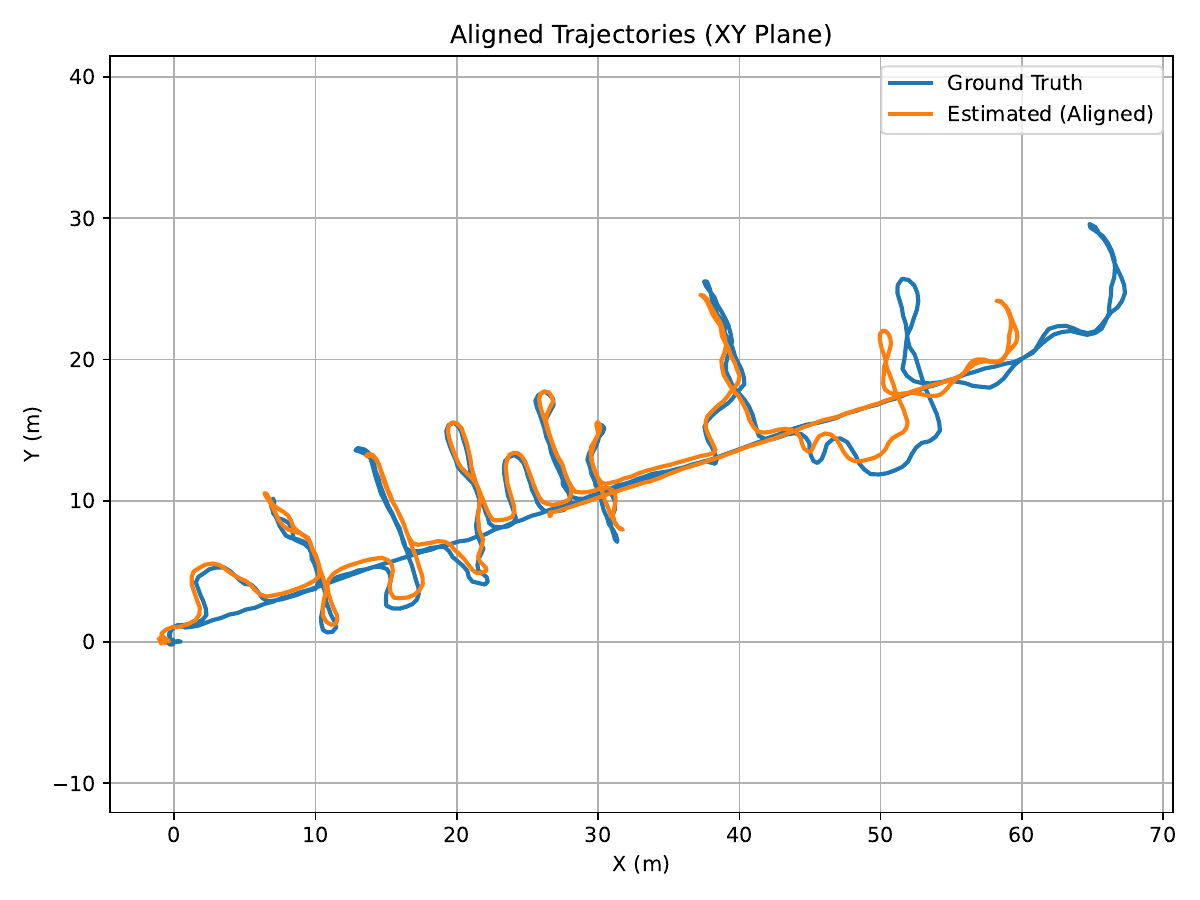 Aligned Trajectories (XY Plane)
Ground Truth
Estimated (Aligned)
40
30
20
10
0
−10
Y (m)
0 10 20 30 40 50 60 70
X (m)